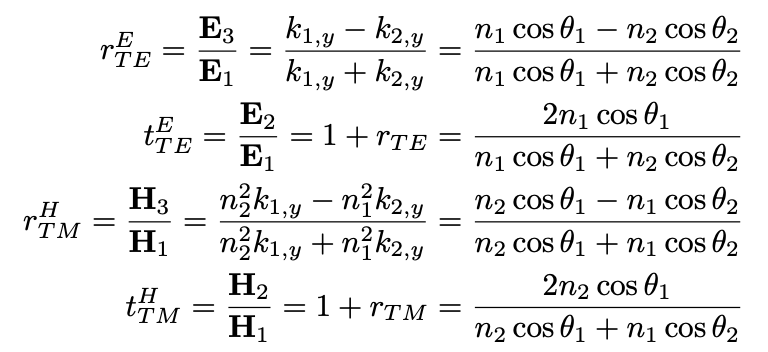 r_{TE}^{E} = \frac{\mathbf{E}_3}{\mathbf{E}_1} = \frac{k_{1,y} - k_{2,y}}{k_{1,y} + k_{2,y}} = \frac{n_1 \cos\theta_1 - n_2 \cos\theta_2}{n_1 \cos\theta_1 + n_2 \cos\theta_2}
t_{TE}^{E} = \frac{\mathbf{E}_2}{\mathbf{E}_1} = 1 + r_{TE} = \frac{2n_1 \cos\theta_1}{n_1 \cos\theta_1 + n_2 \cos\theta_2}
r_{TM}^{H} = \frac{\mathbf{H}_3}{\mathbf{H}_1} = \frac{n_2^2 k_{1,y} - n_1^2 k_{2,y}}{n_2^2 k_{1,y} + n_1^2 k_{2,y}} = \frac{n_2 \cos\theta_1 - n_1 \cos\theta_2}{n_2 \cos\theta_1 + n_1 \cos\theta_2}
t_{TM}^{H} = \frac{\mathbf{H}_2}{\mathbf{H}_1} = 1 + r_{TM} = \frac{2n_2 \cos\theta_1}{n_2 \cos\theta_1 + n_1 \cos\theta_2}